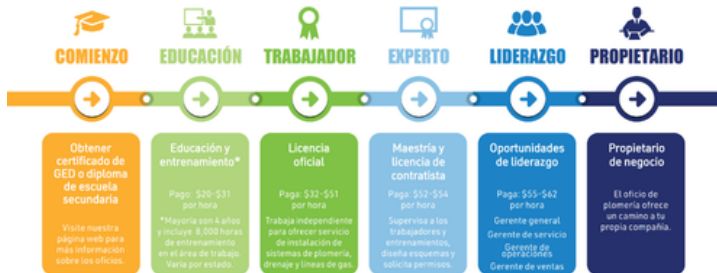 COMIENZO
EDUCACIÓN
TRABAJADOR
EXPERTO
LIDERAZGO
PROPIETARIO
Obtener
certificado de
GED o diploma
de escuela
secundaria
Visite nuestra
página web para
más información
sobre los oficios.
Educación y
entrenamiento*
Pago: $20-$31
por hora
*Mayoría son 4 años
y incluye 8,000 horas
de entrenamiento
en el área de trabajo.
Varía por estado.
Licencia
oficial
Paga: $32-$51
por hora
Trabaja independiente
para ofrecer servicio
de instalación de
sistemas de plomería,
drenaje y líneas de gas
Maestría y
licencia de
contratista
Paga: $52-$54
por hora
Supervisa a los
trabajadores y
entrenamientos,
diseña esquemas y
solicita permisos.
Oportunidades
de liderazgo
Paga: $55-$62
por hora
Gerente general
Gerente de servicio
Gerente de
operaciones
Gerente de ventas
Propietario
de negocio
El oficio de
plomería ofrece
un camino a tu
propia compañía.